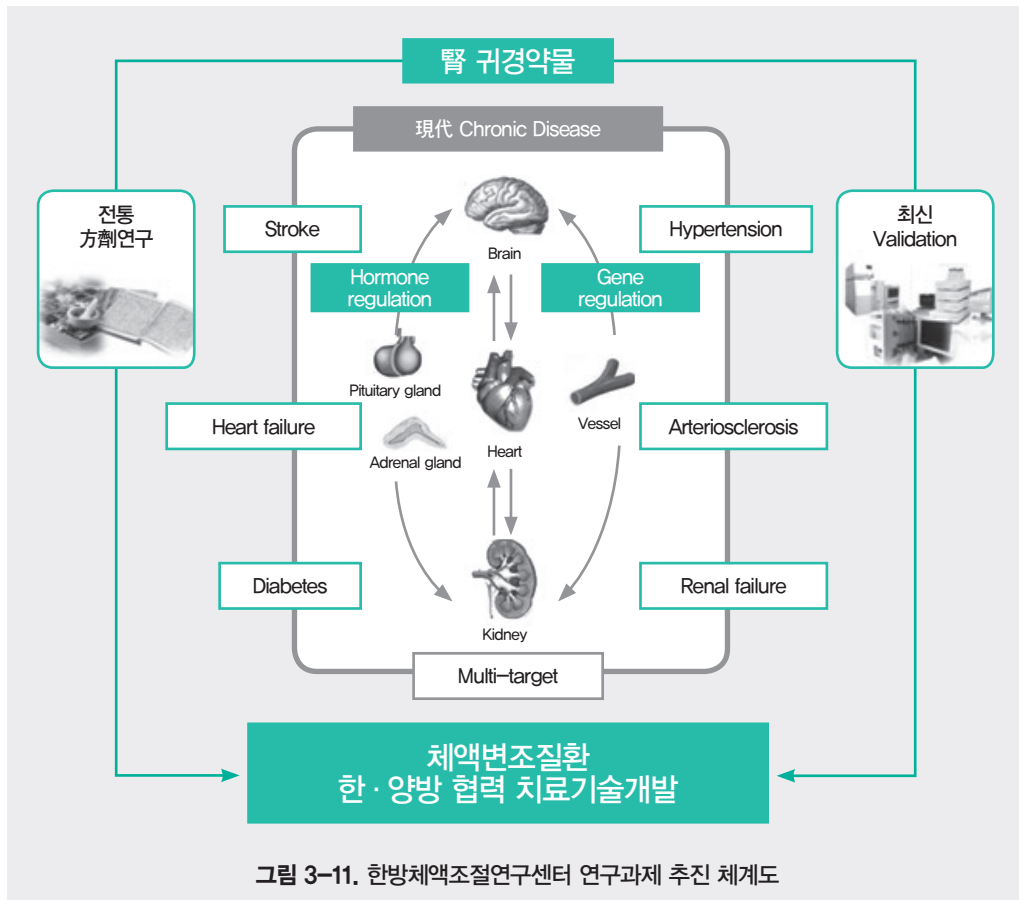 腎 귀경약물
現代 Chronic Disease
전통
方劑연구
최신
Validation
Stroke
Hypertension
Brain
Hormone
regulation
Gene
regulation
Pituitary gland
Vessel
Heart failure
Arteriosclerosis
Adrenal gland
Heart
Diabetes
Renal failure
Kidney
Multi-target
체액변조질환
한·양방 협력 치료기술개발
그림 3-11. 한방체액조절연구센터 연구과제 추진 체계도